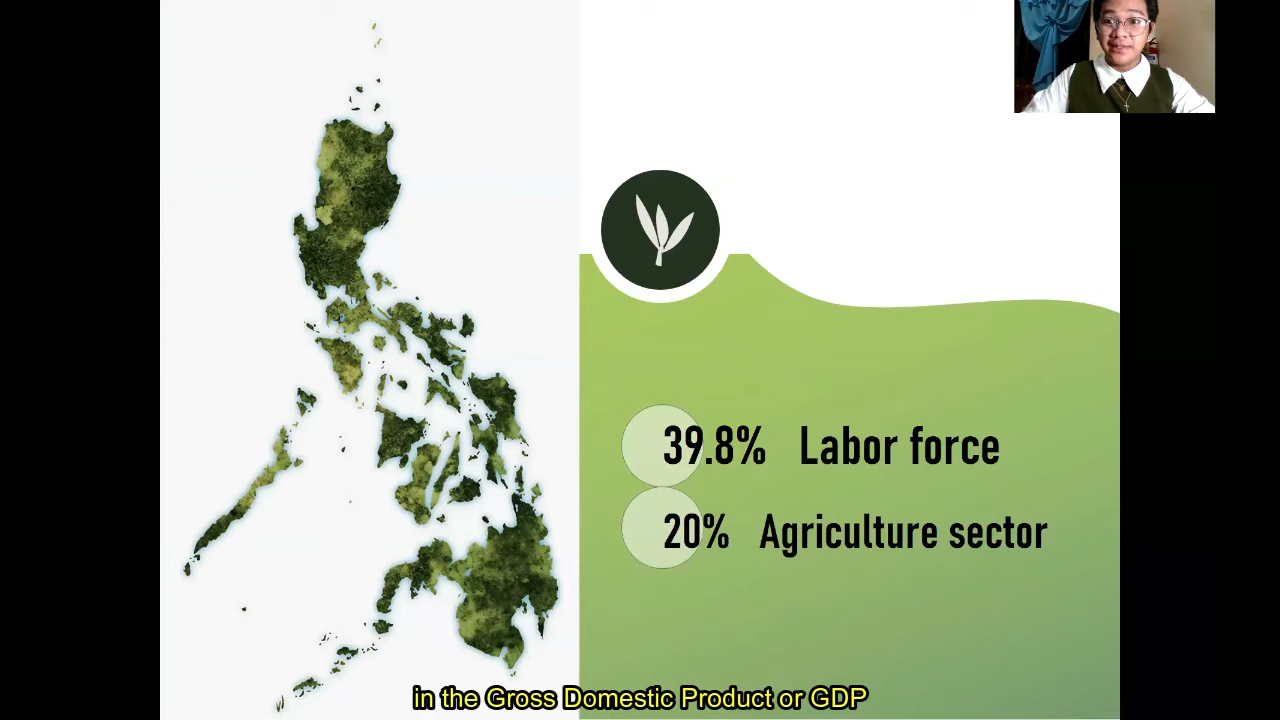 39.8% Labor force
20% Agriculture sector
in the Gross Domestic Product or GDP